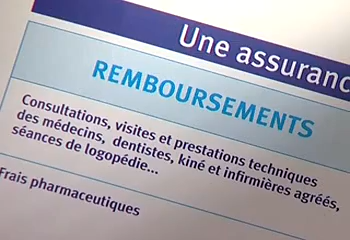 Une assuranc
REMBOURSEMENTS
Consultations, visites et prestations techniques
des médecins, dentistes, kiné et infirmières agréés,
séances de logopédie...
Frais pharmaceutiques